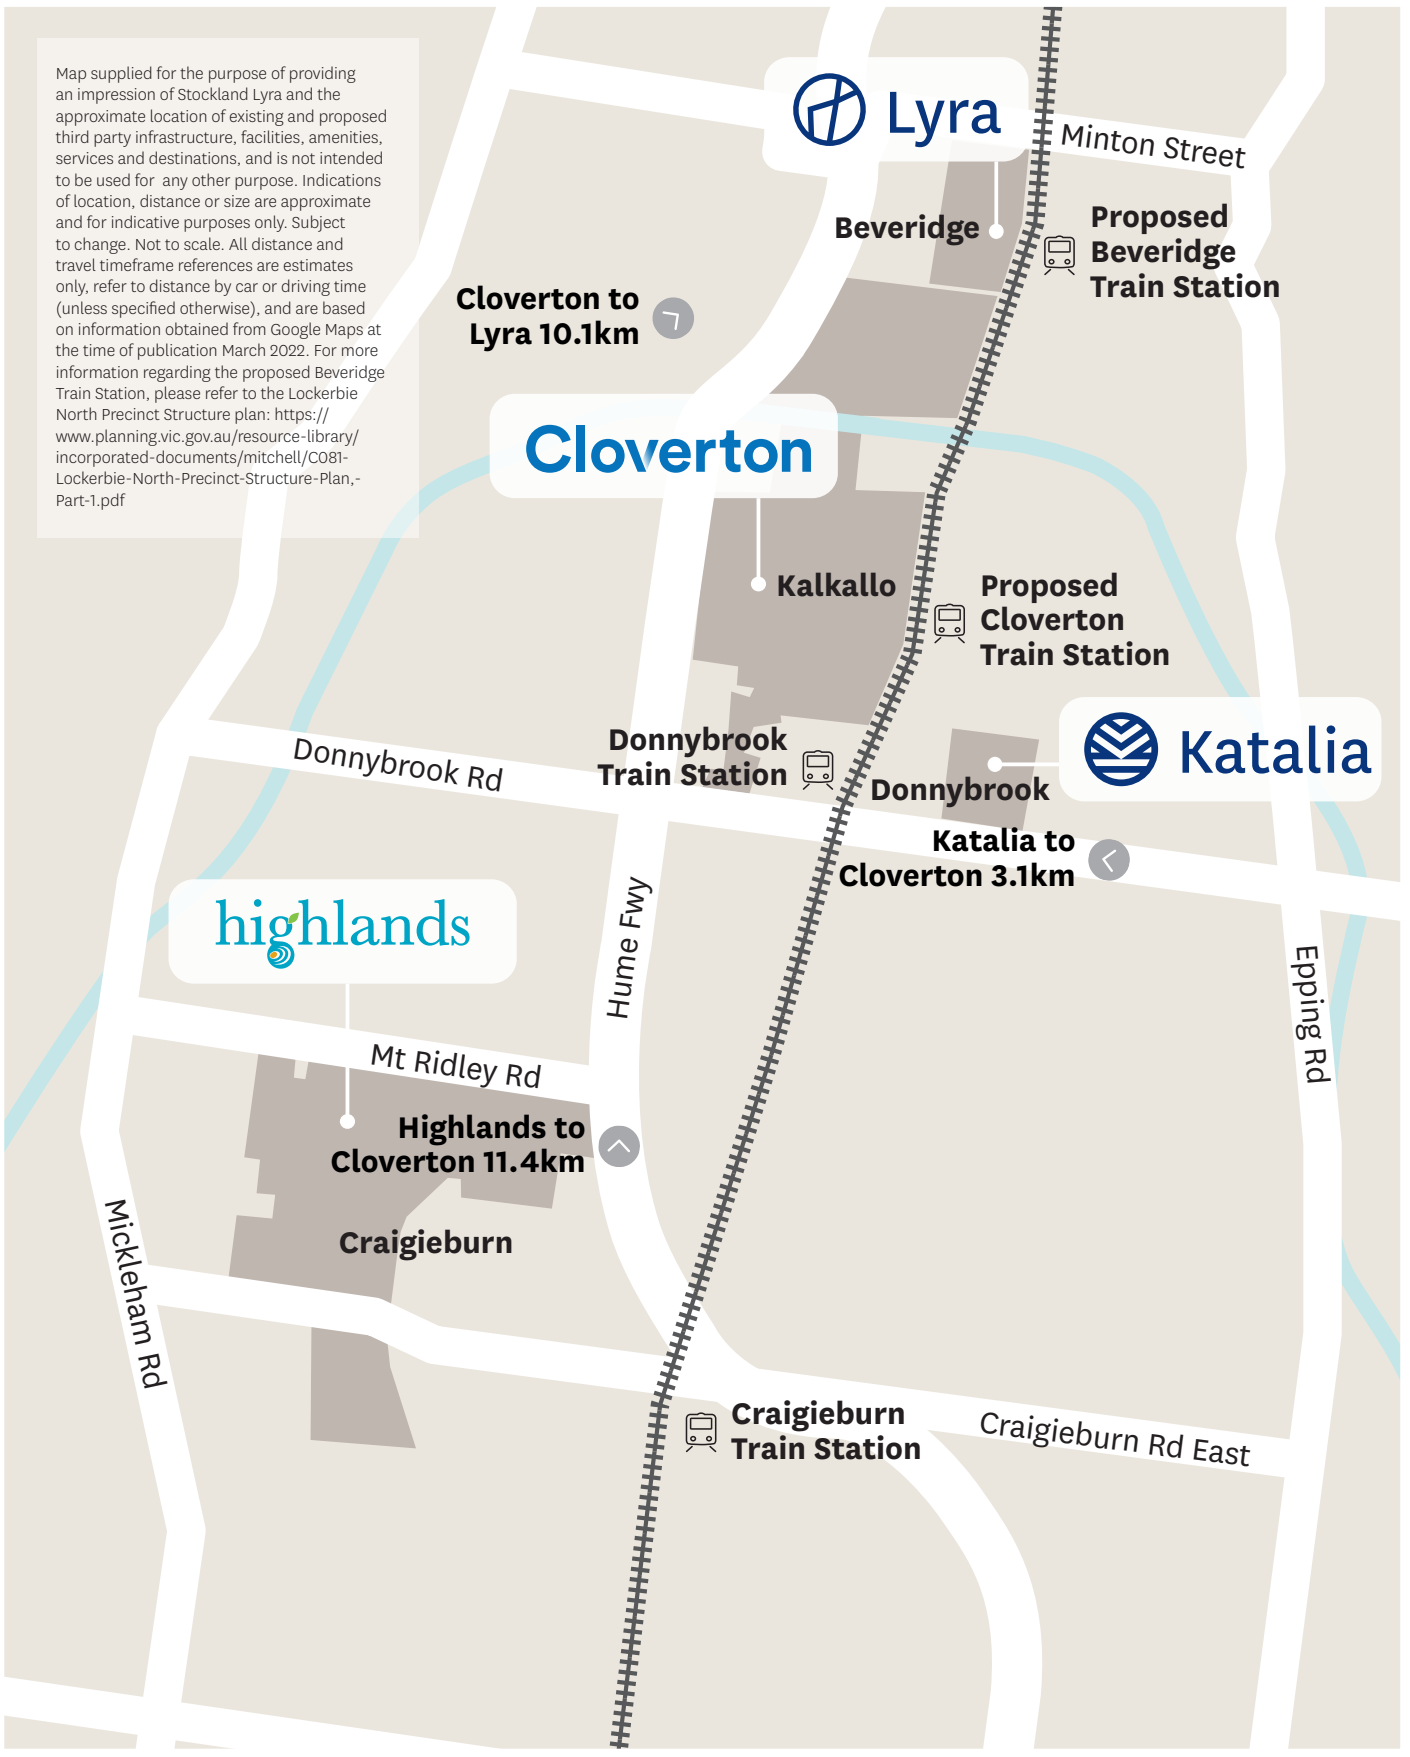 Map supplied for the purpose of providing
an impression of Stockland Lyra and the
approximate location of existing and proposed
third party infrastructure, facilities, amenities,
services and destinations, and is not intended
to be used for any other purpose. Indications
of location, distance or size are approximate
and for indicative purposes only. Subject
to change. Not to scale. All distance and
travel timeframe references are estimates
only, refer to distance by car or driving time
(unless specified otherwise), and are based
on information obtained from Google Maps at
the time of publication March 2022. For more
information regarding the proposed Beveridge
Train Station, please refer to the Lockerbie
North Precinct Structure plan: https://
www.planning.vic.gov.au/resource-library/
incorporated-documents/mitchell/C081-
Lockerbie-North-Precinct-Structure-Plan,-
Part-1.pdf
Lyra
Minton Street
Beveridge
Proposed
Beveridge
Train Station
Cloverton to
Lyra 10.1km
Cloverton
Kalkallo
Proposed
Cloverton
Train Station
Donnybrook Rd
Donnybrook
Train Station
Katalia
Donnybrook
Katalia to
Cloverton 3.1km
highlands
Hume Fwy
Epping Rd
Mt Ridley Rd
Highlands to
Cloverton 11.4km
Craigieburn
Mickleham Rd
Craigieburn
Train Station
Craigieburn Rd East